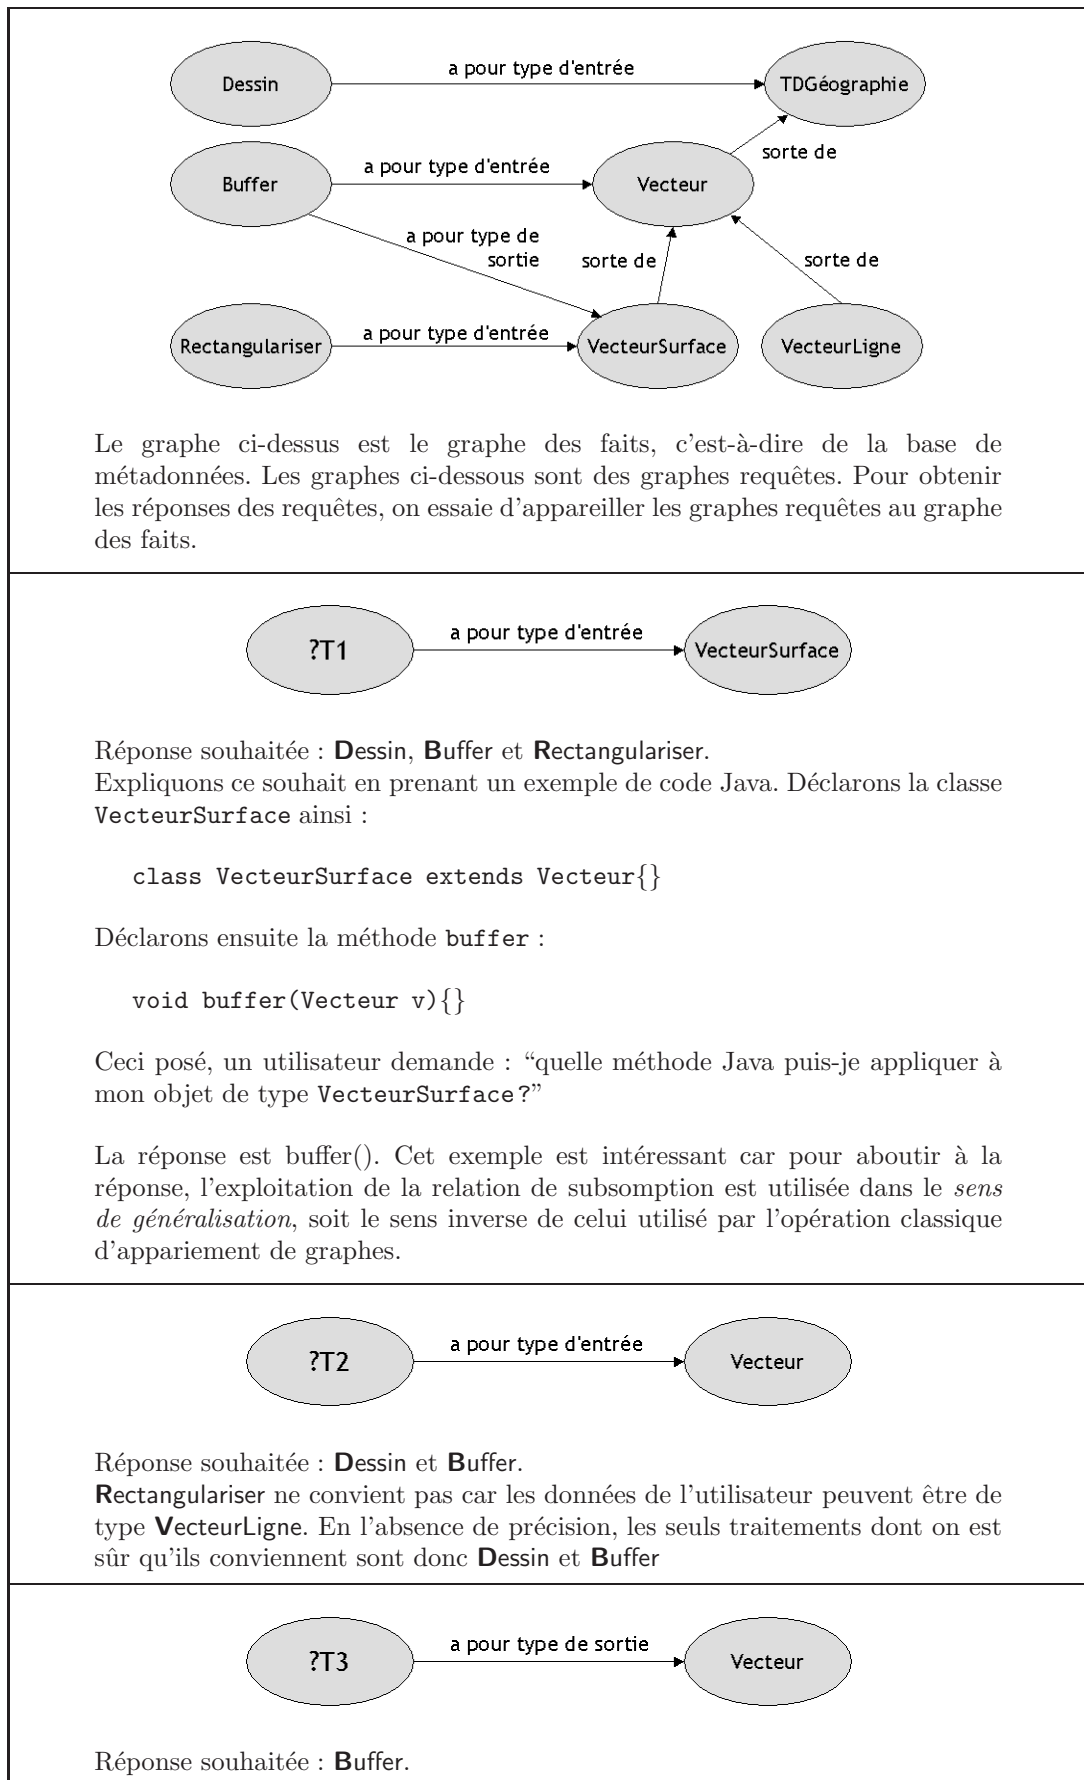 a pour type d'entrée
Dessin
TDGéographie
sorte de
a pour type d'entrée
Buffer
Vecteur
a pour type de
sortie
sorte de
sorte de
a pour type d'entrée
Rectangulariser
VecteurSurface
VecteurLigne
Le graphe ci-dessus est le graphe des faits, c'est-à-dire de la base de
métadonnées. Les graphes ci-dessous sont des graphes requêtes. Pour obtenir
les réponses des requêtes, on essaie d'appareiller les graphes requêtes au graphe
des faits.
a pour type d'entrée
?T1
VecteurSurface
Réponse souhaitée : Dessin, Buffer et Rectangulariser.
Expliquons ce souhait en prenant un exemple de code Java. Déclarons la classe
VecteurSurface ainsi :
class VecteurSurface extends Vecteur{}
Déclarons ensuite la méthode buffer :
void buffer(Vecteur v){}
Ceci posé, un utilisateur demande : “quelle méthode Java puis-je appliquer à
mon objet de type VecteurSurface?”
La réponse est buffer(). Cet exemple est intéressant car pour aboutir à la
réponse, l'exploitation de la relation de subsomption est utilisée dans le sens
de généralisation, soit le sens inverse de celui utilisé par l'opération classique
d'appariement de graphes.
a pour type d'entrée
?T2
Vecteur
Réponse souhaitée : Dessin et Buffer.
Rectangulariser ne convient pas car les données de l'utilisateur peuvent être de
type VecteurLigne. En l'absence de précision, les seuls traitements dont on est
sûr qu'ils conviennent sont donc Dessin et Buffer
a pour type de sortie
?T3
Vecteur
Réponse souhaitée : Buffer.